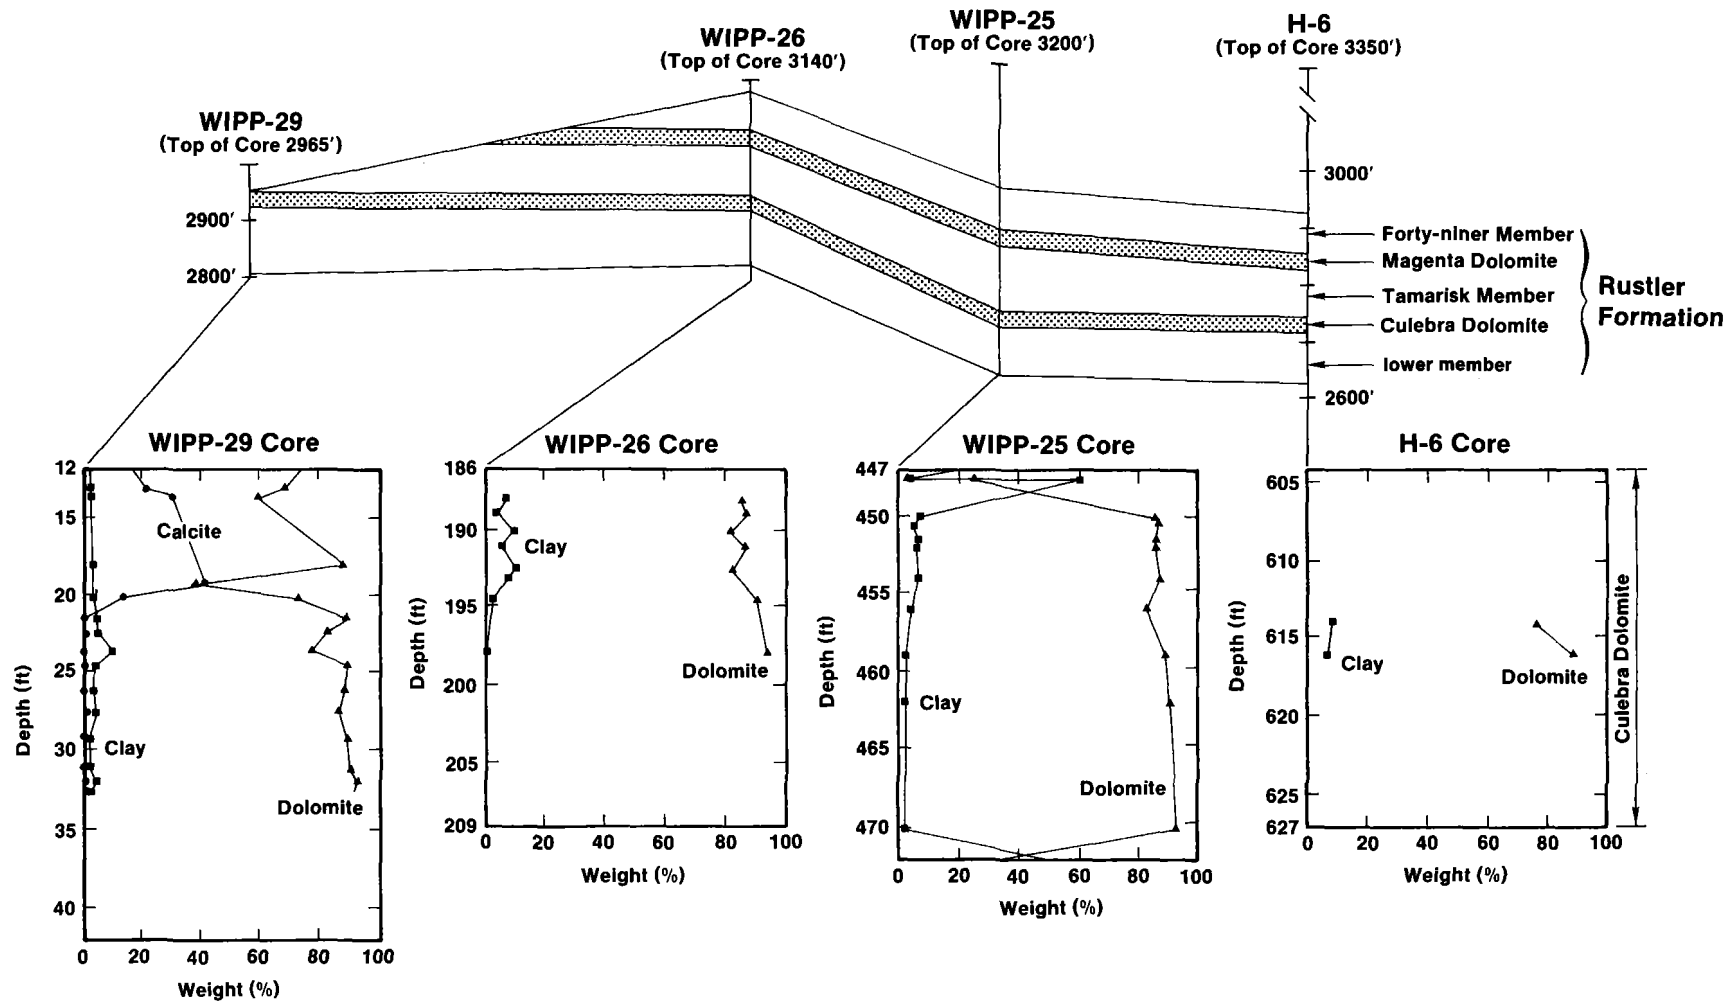 WIPP-29
(Top of Core 2965')
WIPP-26
(Top of Core 3140')
WIPP-25
(Top of Core 3200')
H-6
(Top of Core 3350')
2900'
2800'
3000'
2600'
Forty-niner Member
Magenta Dolomite
Tamarisk Member
Culebra Dolomite
lower member
Rustler
Formation
WIPP-29 Core
12
15
20
25
30
35
40
Depth (ft)
Calcite
Clay
Dolomite
0 20 40 60 80 100
Weight (%)
WIPP-26 Core
186
190
195
200
205
209
Depth (ft)
Clay
Dolomite
0 20 40 60 80 100
Weight (%)
WIPP-25 Core
447
450
455
460
465
470
Depth (ft)
Clay
Dolomite
0 20 40 60 80 100
Weight (%)
H-6 Core
605
610
615
620
625
627
Depth (ft)
Clay
Dolomite
0 20 40 60 80 100
Weight (%)
Culebra Dolomite